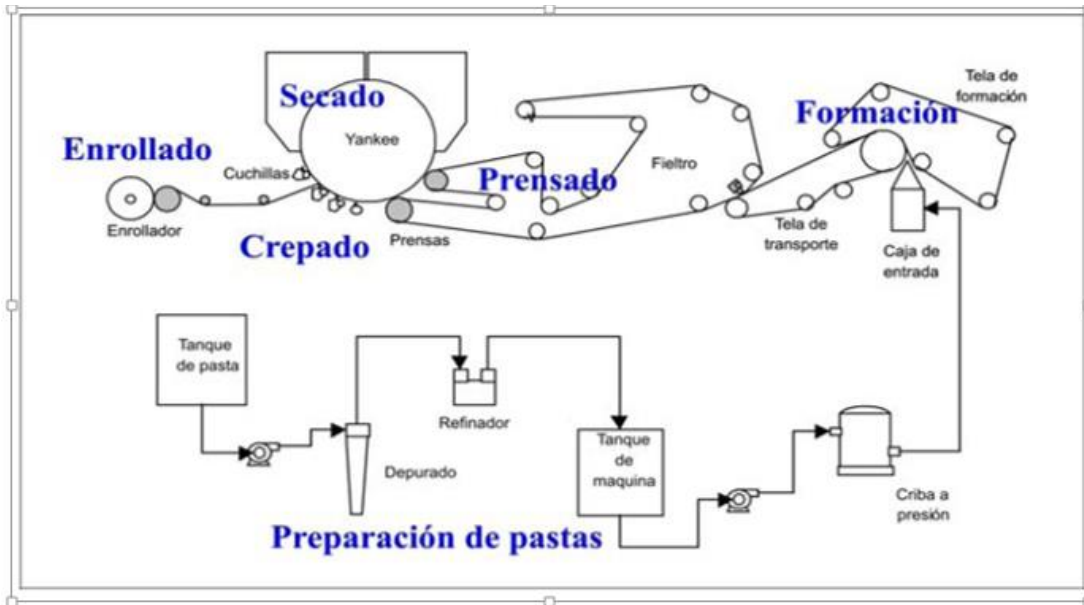 Secado
Yankee
Enrollado
Cuchillas
Enrollador
Crepado
Prensas
Prensado
Fieltro
Formación
Tela de
formación
Tela de
transporte
Caja de
entrada
Tanque
de pasta
Depurado
Refinador
Tanque
de
maquina
Criba a
presión
Preparación de pastas